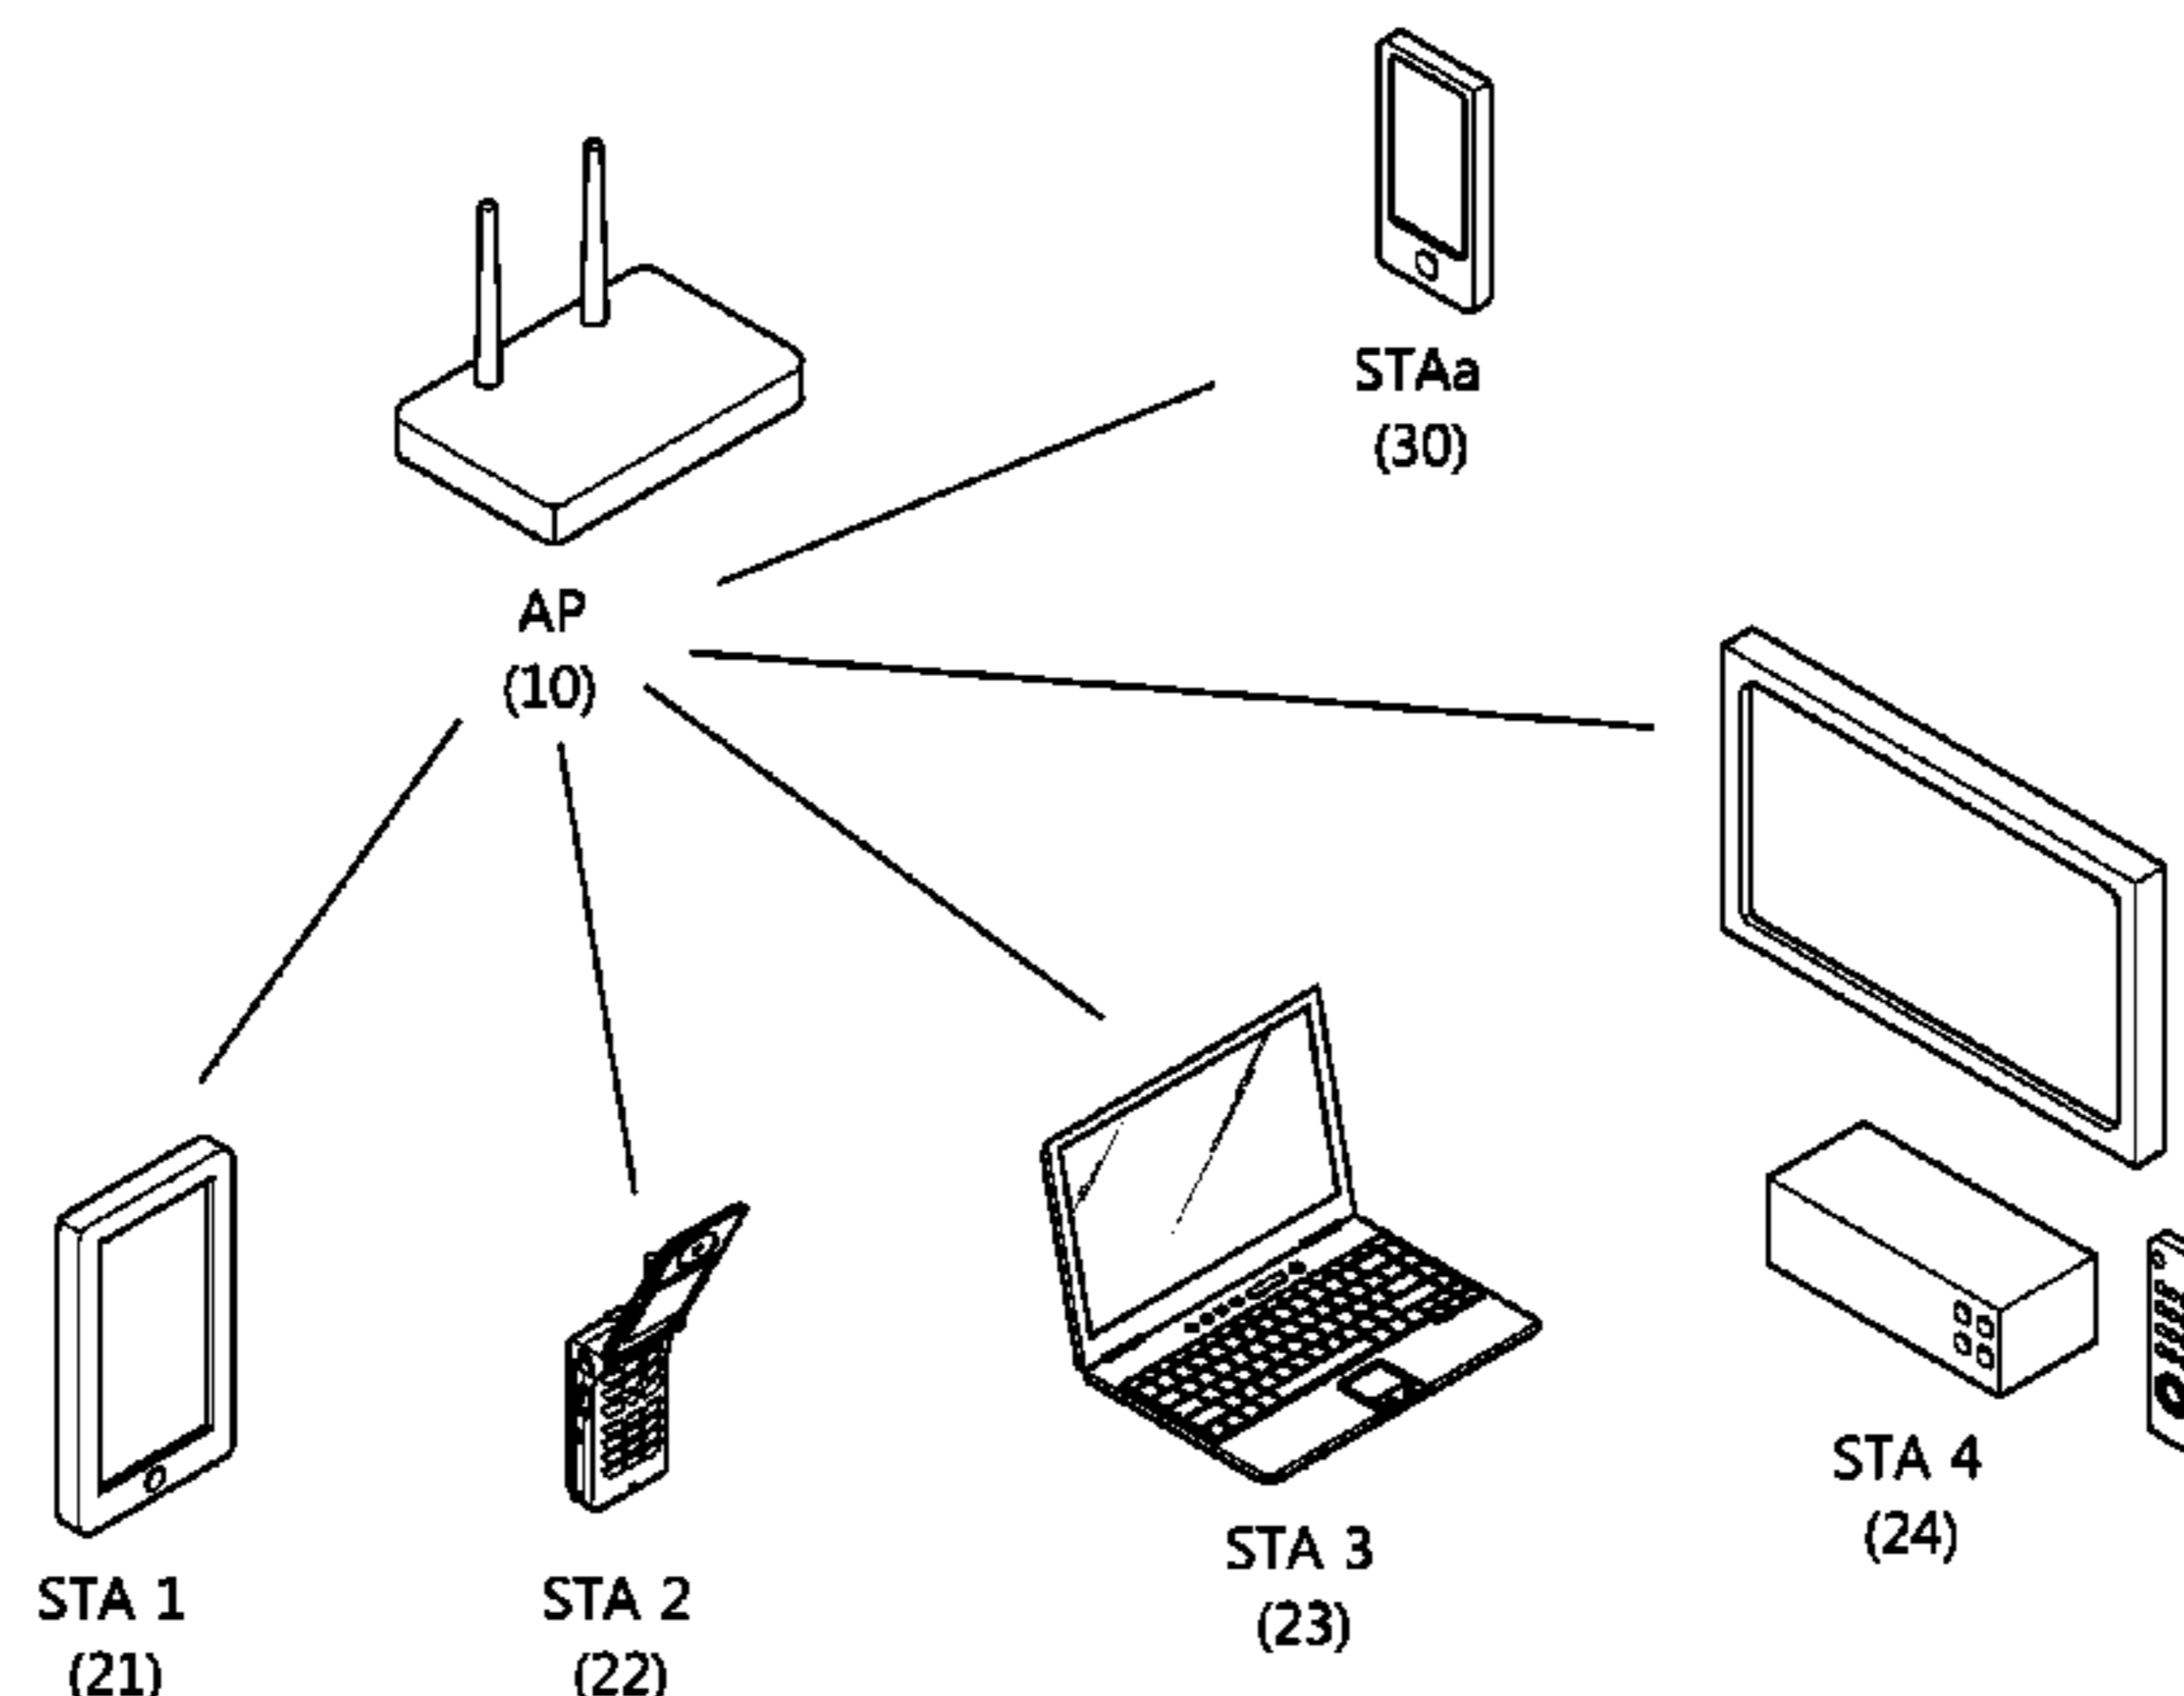 STAa
(30)
AP
(10)
STA 4
(24)
STA 3
(23)
STA 1
(21)
STA 2
(22)